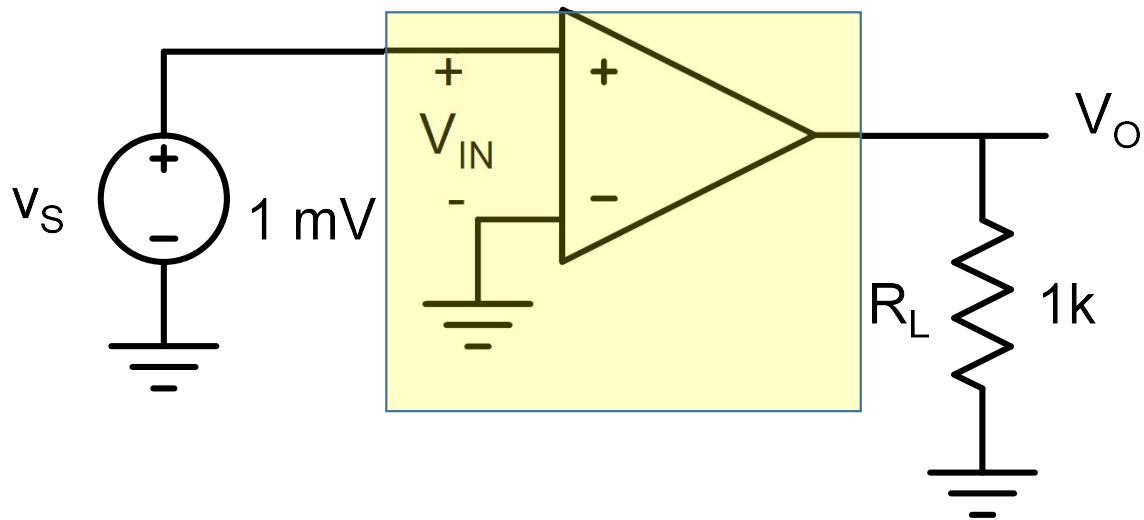 +
V_IN
-
+
−
V_O
v_S
+
−
1 mV
R_L
1k